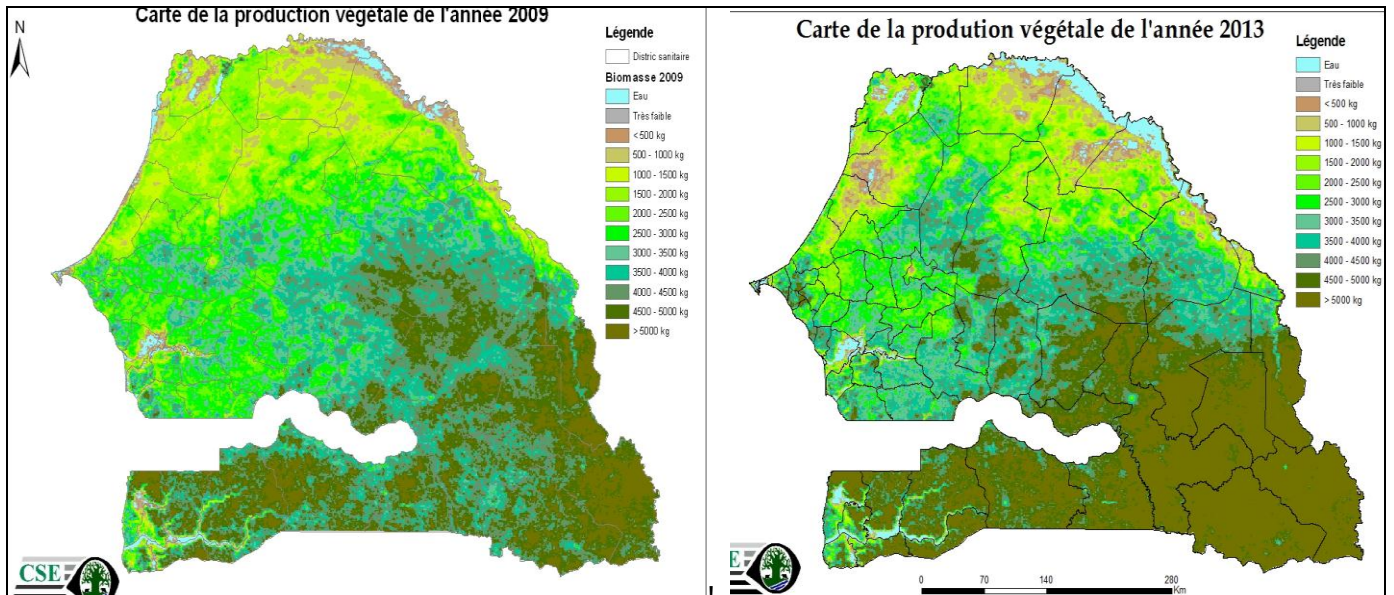 Carte de la production végétale de l'année 2009
N
Légende
Distric sanitaire
Biomasse 2009
Eau
Très faible
< 500 kg
500 - 1000 kg
1000 - 1500 kg
1500 - 2000 kg
2000 - 2500 kg
2500 - 3000 kg
3000 - 3500 kg
3500 - 4000 kg
4000 - 4500 kg
4500 - 5000 kg
> 5000 kg
CSE
Carte de la prodution végétale de l'année 2013
Légende
Eau
Très faible
< 500 kg
500 - 1000 kg
1000 - 1500 kg
1500 - 2000 kg
2000 - 2500 kg
2500 - 3000 kg
3000 - 3500 kg
3500 - 4000 kg
4000 - 4500 kg
4500 - 5000 kg
> 5000 kg
E
0 70 140 280
Km